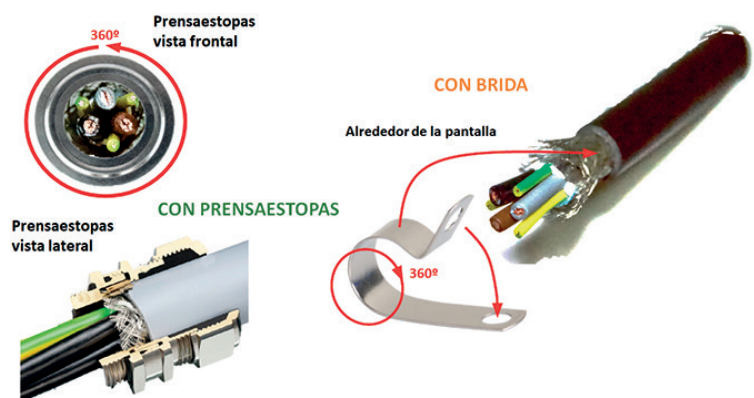 Prensaestopas
vista frontal
360º
CON BRIDA
Alrededor de la pantalla
CON PRENSAESTOPAS
Prensaestopas
vista lateral
360º